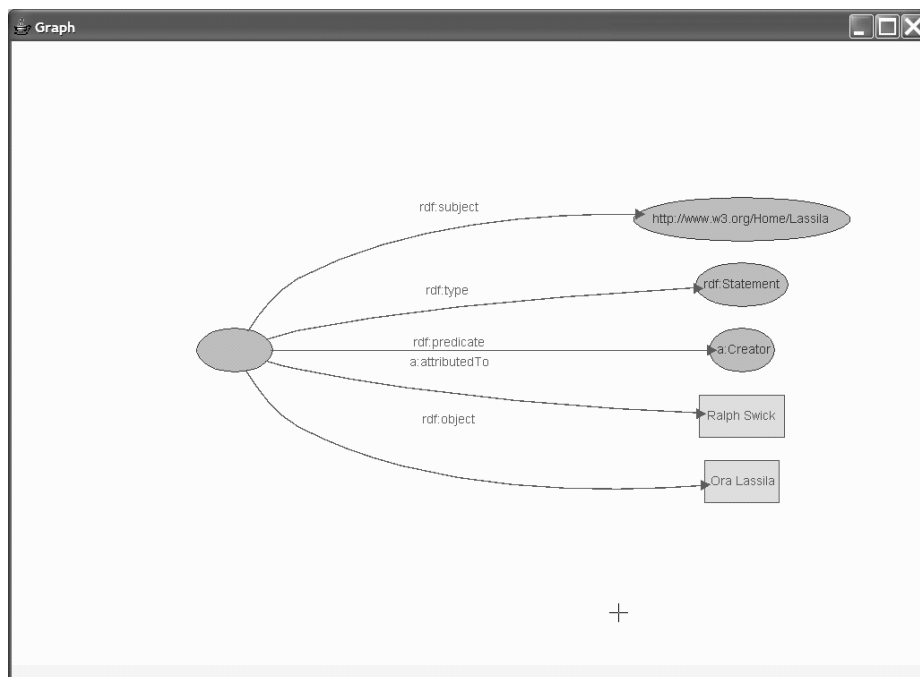 Graph
rdf:subject
http://www.w3.org/Home/Lassila
rdf:type
rdf:Statement
rdf:predicate
a:Creator
a:attributedTo
Ralph Swick
rdf:object
Ora Lassila